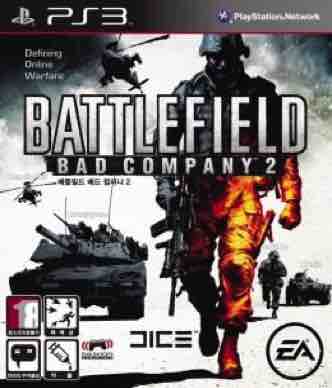 PS3
PlayStation Network
Defining
Online
Warfare
BATTLEFIELD
BAD COMPANY 2
배틀필드 배드 컴퍼니 2
18
DICE
EA